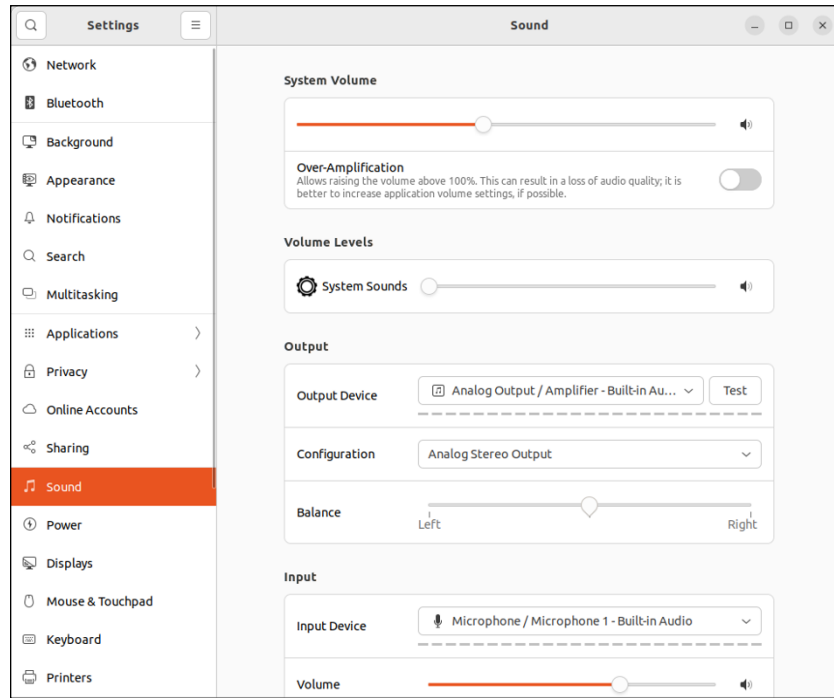 Settings
Sound
Network
Bluetooth
Background
Appearance
Notifications
Search
Multitasking
Applications
Privacy
Online Accounts
Sharing
Sound
Power
Displays
Mouse & Touchpad
Keyboard
Printers
System Volume
Over-Amplification
Allows raising the volume above 100%. This can result in a loss of audio quality; it is
better to increase application volume settings, if possible.
Volume Levels
System Sounds
Output
Output Device
Analog Output / Amplifier - Built-in Au...
Test
Configuration
Analog Stereo Output
Balance
Left
Right
Input
Input Device
Microphone / Microphone 1 - Built-in Audio
Volume